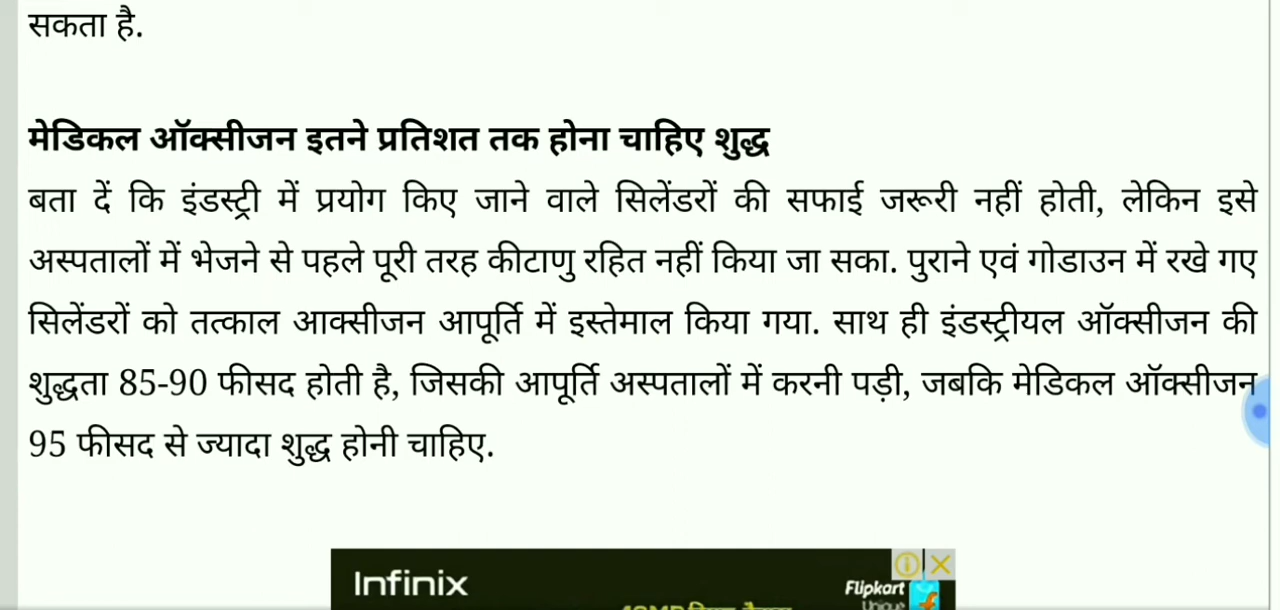 सकता है.
मेडिकल ऑक्सीजन इतने प्रतिशत तक होना चाहिए शुद्ध
बता दें कि इंडस्ट्री में प्रयोग किए जाने वाले सिलेंडरों की सफाई जरूरी नहीं होती, लेकिन इसे
अस्पतालों में भेजने से पहले पूरी तरह कीटाणु रहित नहीं किया जा सका. पुराने एवं गोडाउन में रखे गए
सिलेंडरों को तत्काल आक्सीजन आपूर्ति में इस्तेमाल किया गया. साथ ही इंडस्ट्रीयल ऑक्सीजन की
शुद्धता 85-90 फीसद होती है, जिसकी आपूर्ति अस्पतालों में करनी पड़ी, जबकि मेडिकल ऑक्सीजन
95 फीसद से ज्यादा शुद्ध होनी चाहिए.
Infinix
Flipkart
Unique